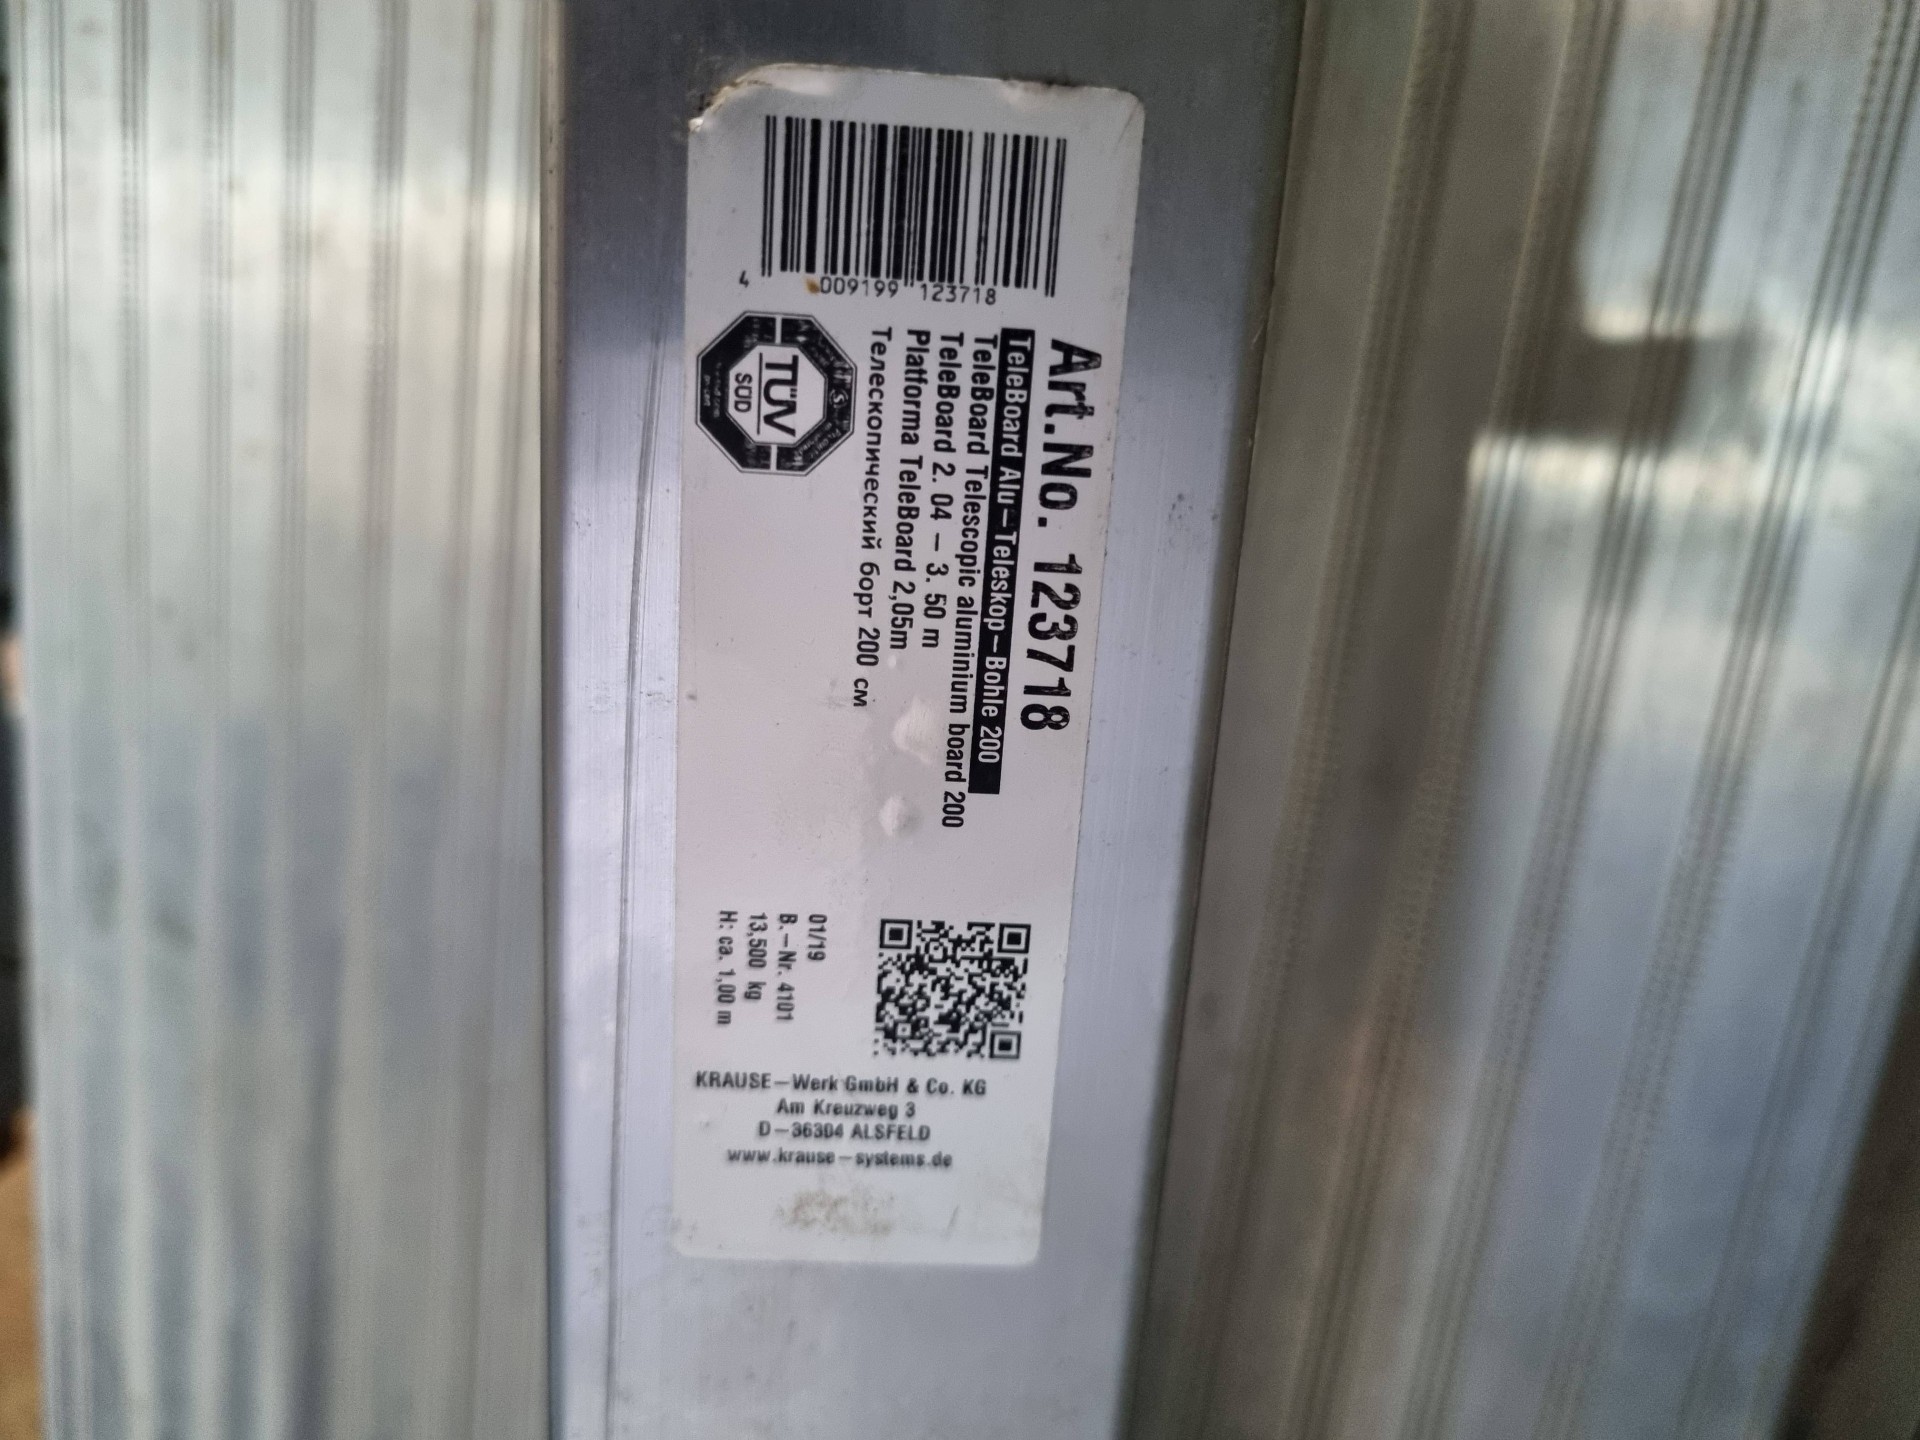 4 009199 123718
Art.No. 123718
TeleBoard Alu-Teleskop-Bohle 200
TeleBoard Telescopic aluminium board 200
TeleBoard 2.04 - 3.50 m
Platforma TeleBoard 2,05m
Телескопический борт 200 см
TÜV
SÜD
01/19
B.-Nr. 4101
13,500 kg
H: ca. 1,00 m
KRAUSE-Werk GmbH & Co. KG
Am Kreuzweg 3
D-36304 ALSFELD
www.krause-systems.de